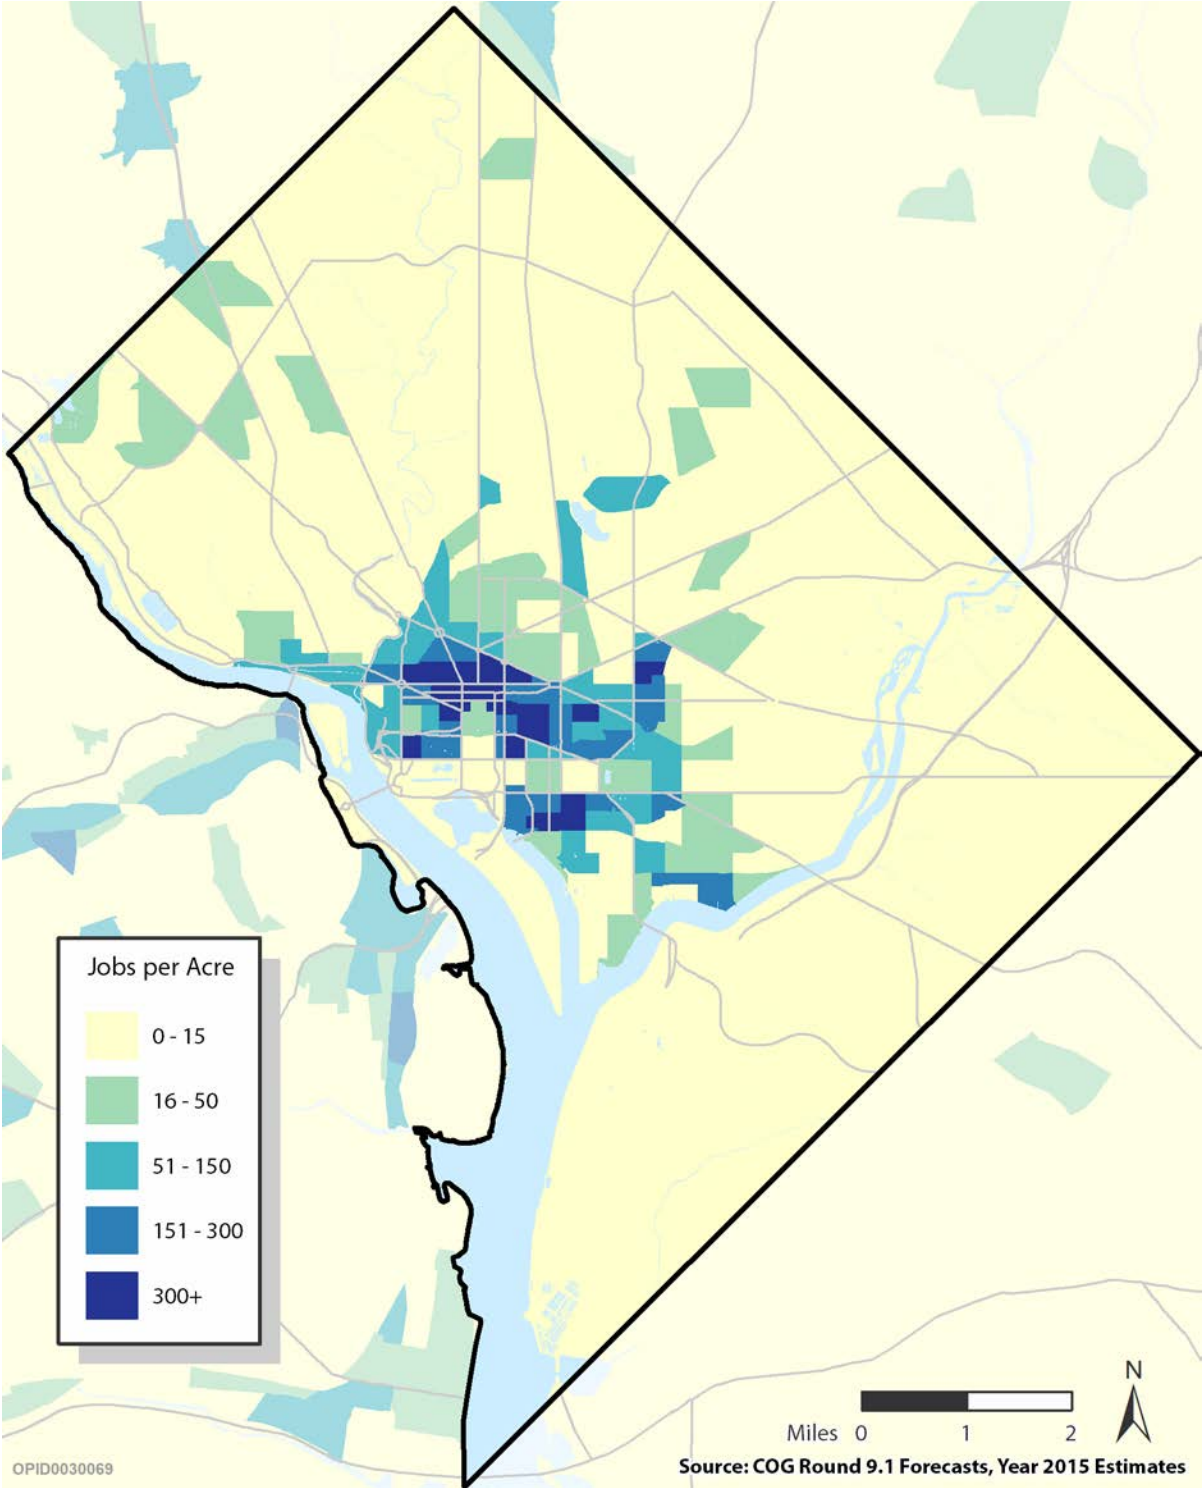 Jobs per Acre
0 - 15
16 - 50
51 - 150
151 - 300
300+
N
Miles 0 1 2
OPID0030069
Source: COG Round 9.1 Forecasts, Year 2015 Estimates